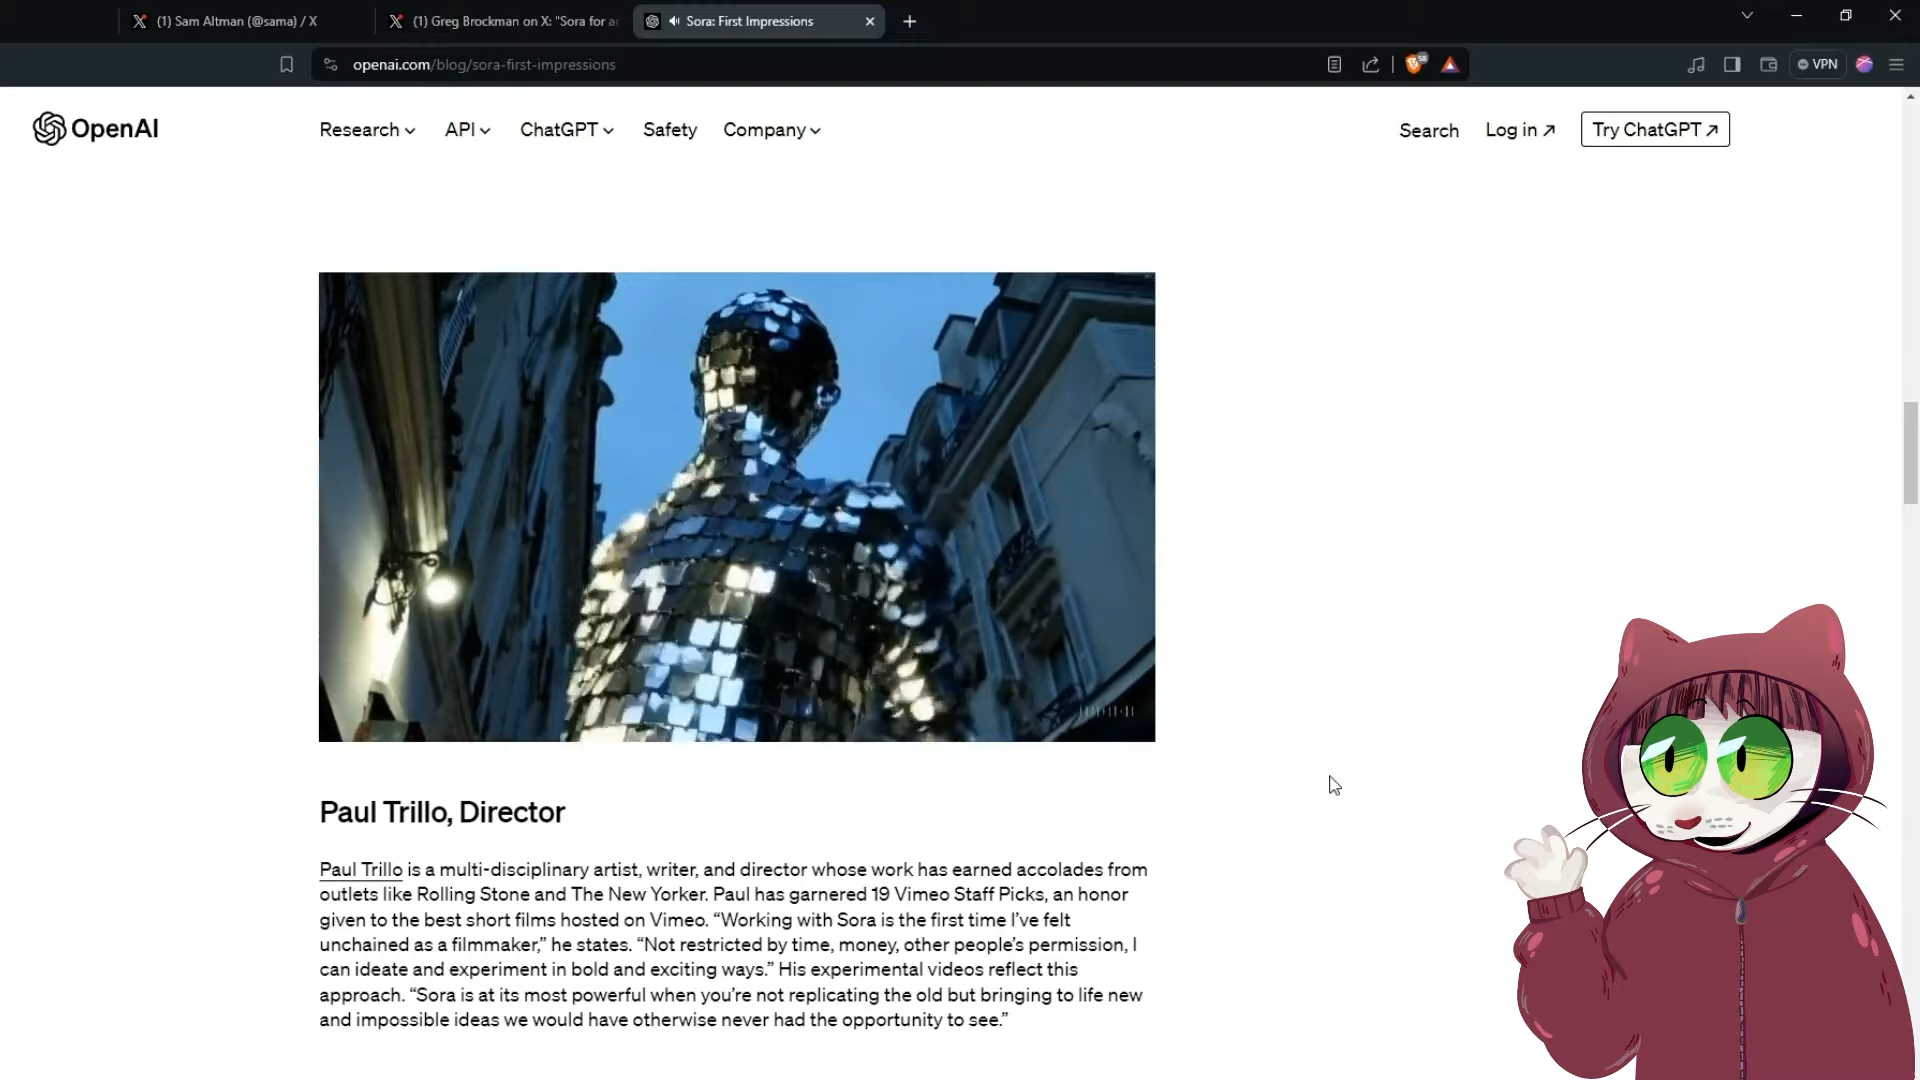 (1) Sam Altman (@sama) / X
(1) Greg Brockman on X: "Sora for ar
Sora: First Impressions
openai.com/blog/sora-first-impressions
VPN
OpenAI
Research
API
ChatGPT
Safety
Company
Search
Log in
Try ChatGPT
Paul Trillo, Director
Paul Trillo is a multi-disciplinary artist, writer, and director whose work has earned accolades from
outlets like Rolling Stone and The New Yorker. Paul has garnered 19 Vimeo Staff Picks, an honor
given to the best short films hosted on Vimeo. “Working with Sora is the first time I’ve felt
unchained as a filmmaker,” he states. “Not restricted by time, money, other people’s permission, I
can ideate and experiment in bold and exciting ways.” His experimental videos reflect this
approach. “Sora is at its most powerful when you’re not replicating the old but bringing to life new
and impossible ideas we would have otherwise never had the opportunity to see.”